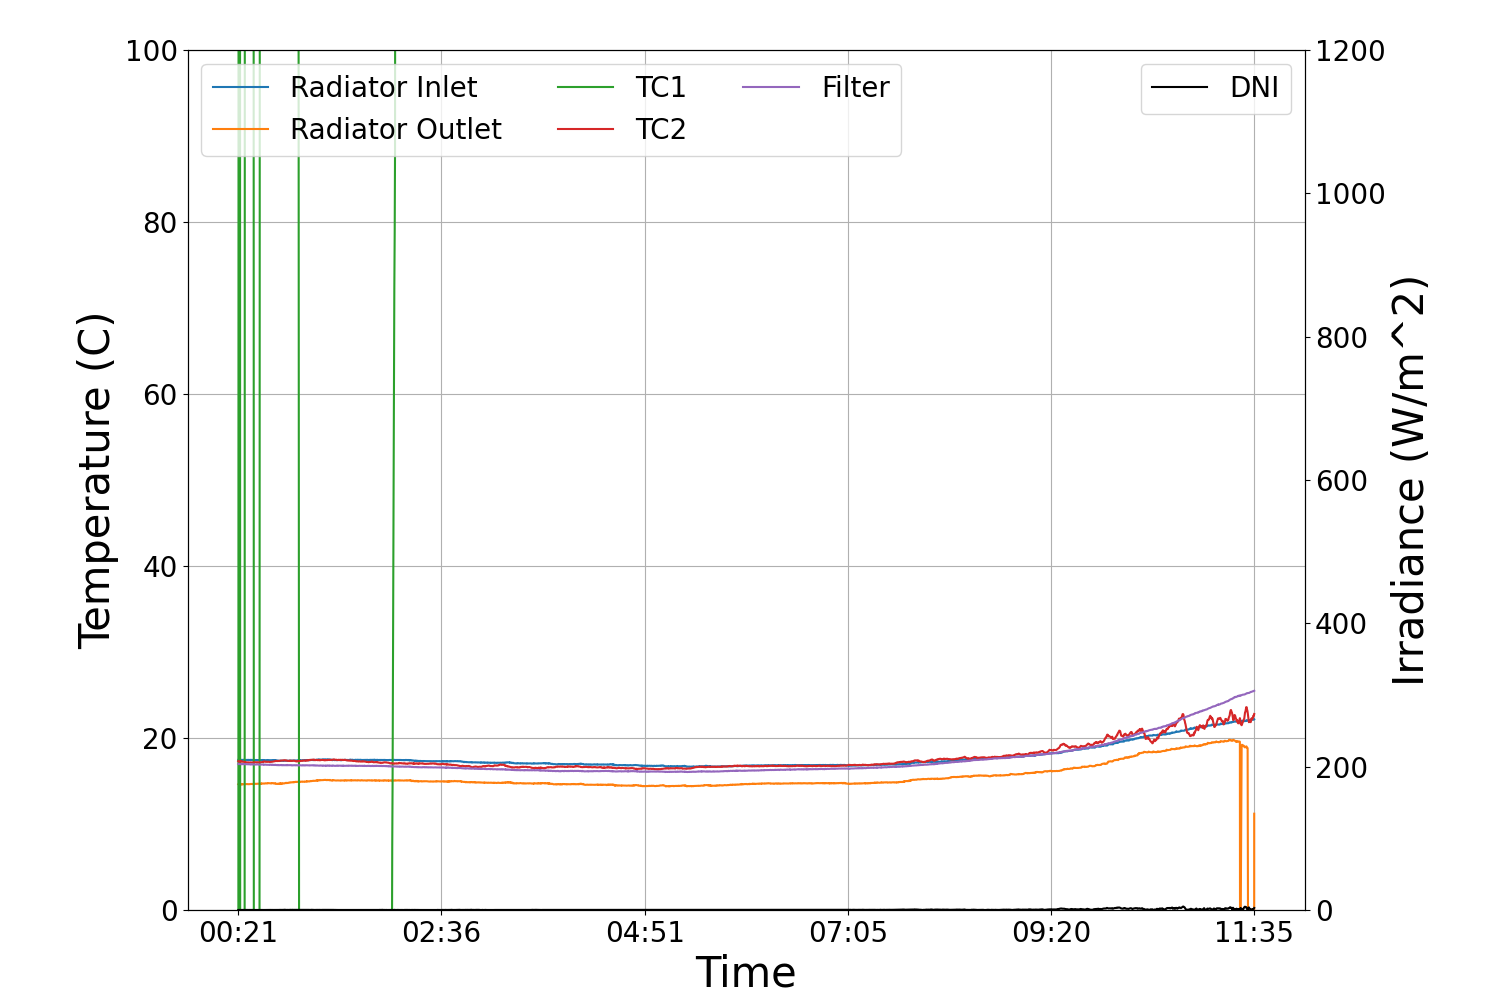 100
80
60
40
20
0
Temperature (C)
Radiator Inlet
Radiator Outlet
TC1
TC2
Filter
DNI
1200
1000
800
600
400
200
0
Irradiance (W/m^2)
00:21 02:36 04:51 07:05 09:20 11:35
Time